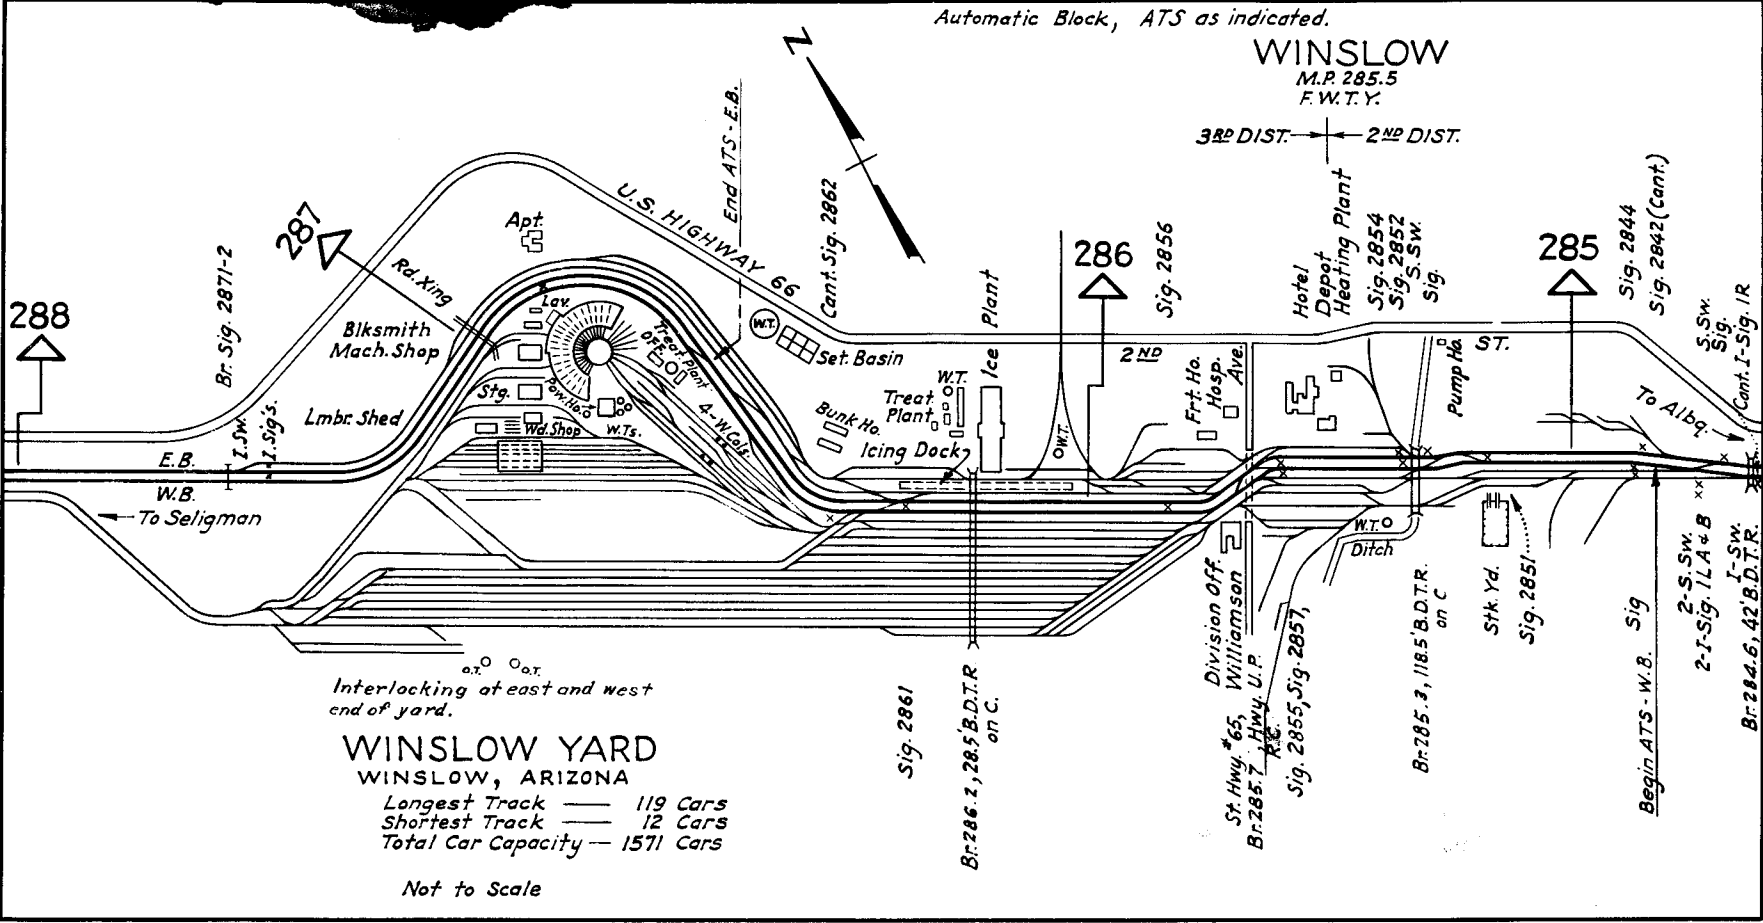 Automatic Block, ATS as indicated.
WINSLOW
M.P. 285.5
F.W.T.Y.
3RD DIST.
2ND DIST.
N
End ATS - E.B.
U.S. HIGHWAY 66
Apt.
287
Rd. Xing
288
Br. Sig. 2871-2
I.Sw.
I.Sig's.
Blksmith
Mach. Shop
Lmbr. Shed
Stg.
Lav.
Pow. Ho.
Wd. Shop
W.Ts.
Treat. Plant
Off.
4-W.Cols.
W.T.
Set. Basin
Cant. Sig. 2862
Bunk Ho.
W.T.
Treat.
Plant
Icing Dock
Ice Plant
286
Sig. 2856
W.T.
2ND
ST.
Frt. Ho.
Hosp.
Ave.
Hotel
Depot
Heating Plant
Sig. 2854
Sig. 2852
S.Sw.
Sig.
Pump Ho.
285
Sig. 2844
Sig. 2842 (Cant.)
S.Sw.
Sig.
Cant. I-Sig. 1R
To Albq.
E.B.
W.B.
To Seligman
O.T.
O.T.
Interlocking at east and west
end of yard.
WINSLOW YARD
WINSLOW, ARIZONA
Longest Track — 119 Cars
Shortest Track — 12 Cars
Total Car Capacity — 1571 Cars
Not to Scale
Sig. 2861
Br. 286.2, 28.5' B.D.T.R
on C.
Division Off.
St. Hwy. #65, Williamson
Br. 285.7, Hwy. U.P.
R.C.
Sig. 2855, Sig. 2857,
W.T.
Ditch
Br. 285.3, 118.5' B.D.T.R.
on C
Stk. Yd.
Sig. 2851
Begin ATS - W.B. Sig
2-S.Sw.
2-I-Sig. 1LA & B
I-Sw.
Br. 284.6, 42' B.D.T.R.